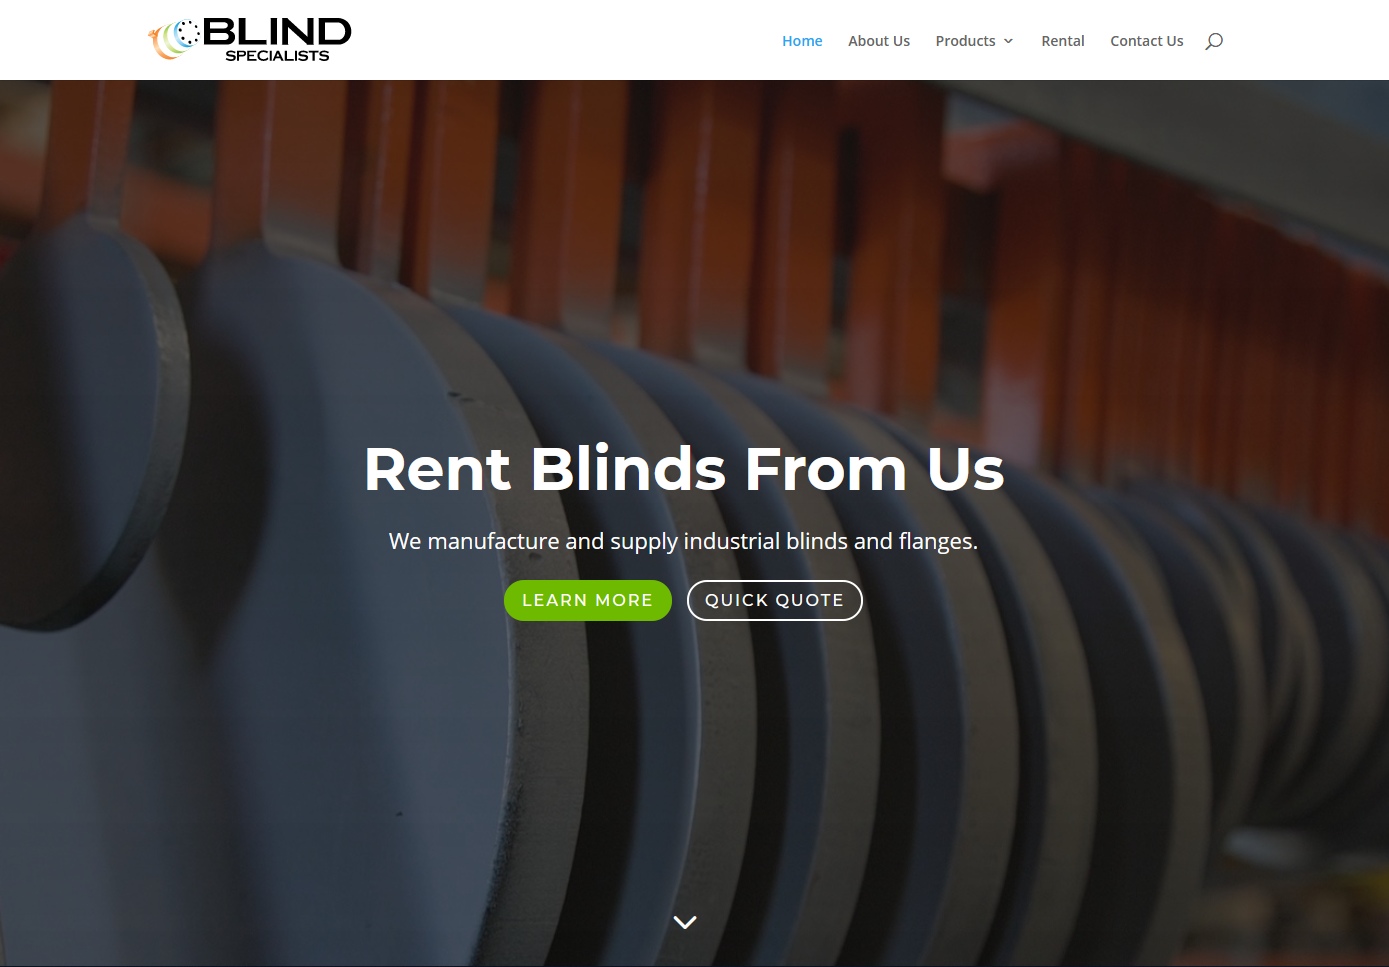 BLIND
SPECIALISTS
Home About Us Products Rental Contact Us
Rent Blinds From Us
We manufacture and supply industrial blinds and flanges.
LEARN MORE QUICK QUOTE